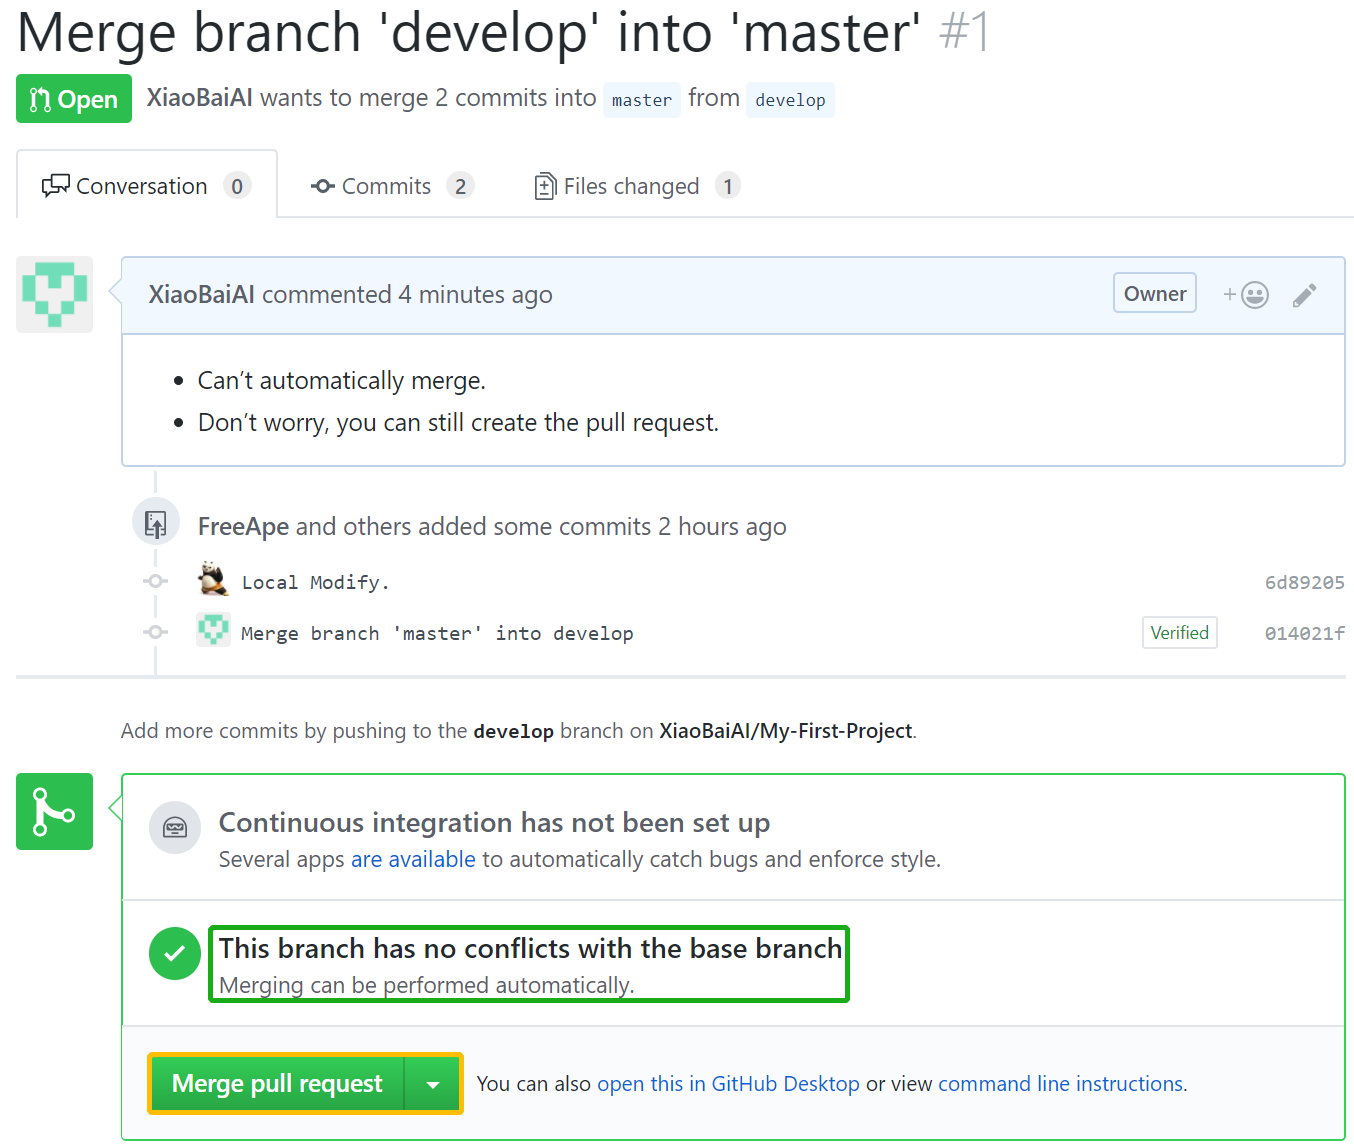 Merge branch 'develop' into 'master' #1
Open XiaoBaiAI wants to merge 2 commits into master from develop
Conversation 0 Commits 2 Files changed 1
XiaoBaiAI commented 4 minutes ago Owner
• Can’t automatically merge.
• Don’t worry, you can still create the pull request.
FreeApe and others added some commits 2 hours ago
Local Modify. 6d89205
Merge branch 'master' into develop Verified 014021f
Add more commits by pushing to the develop branch on XiaoBaiAI/My-First-Project.
Continuous integration has not been set up
Several apps are available to automatically catch bugs and enforce style.
This branch has no conflicts with the base branch
Merging can be performed automatically.
Merge pull request You can also open this in GitHub Desktop or view command line instructions.